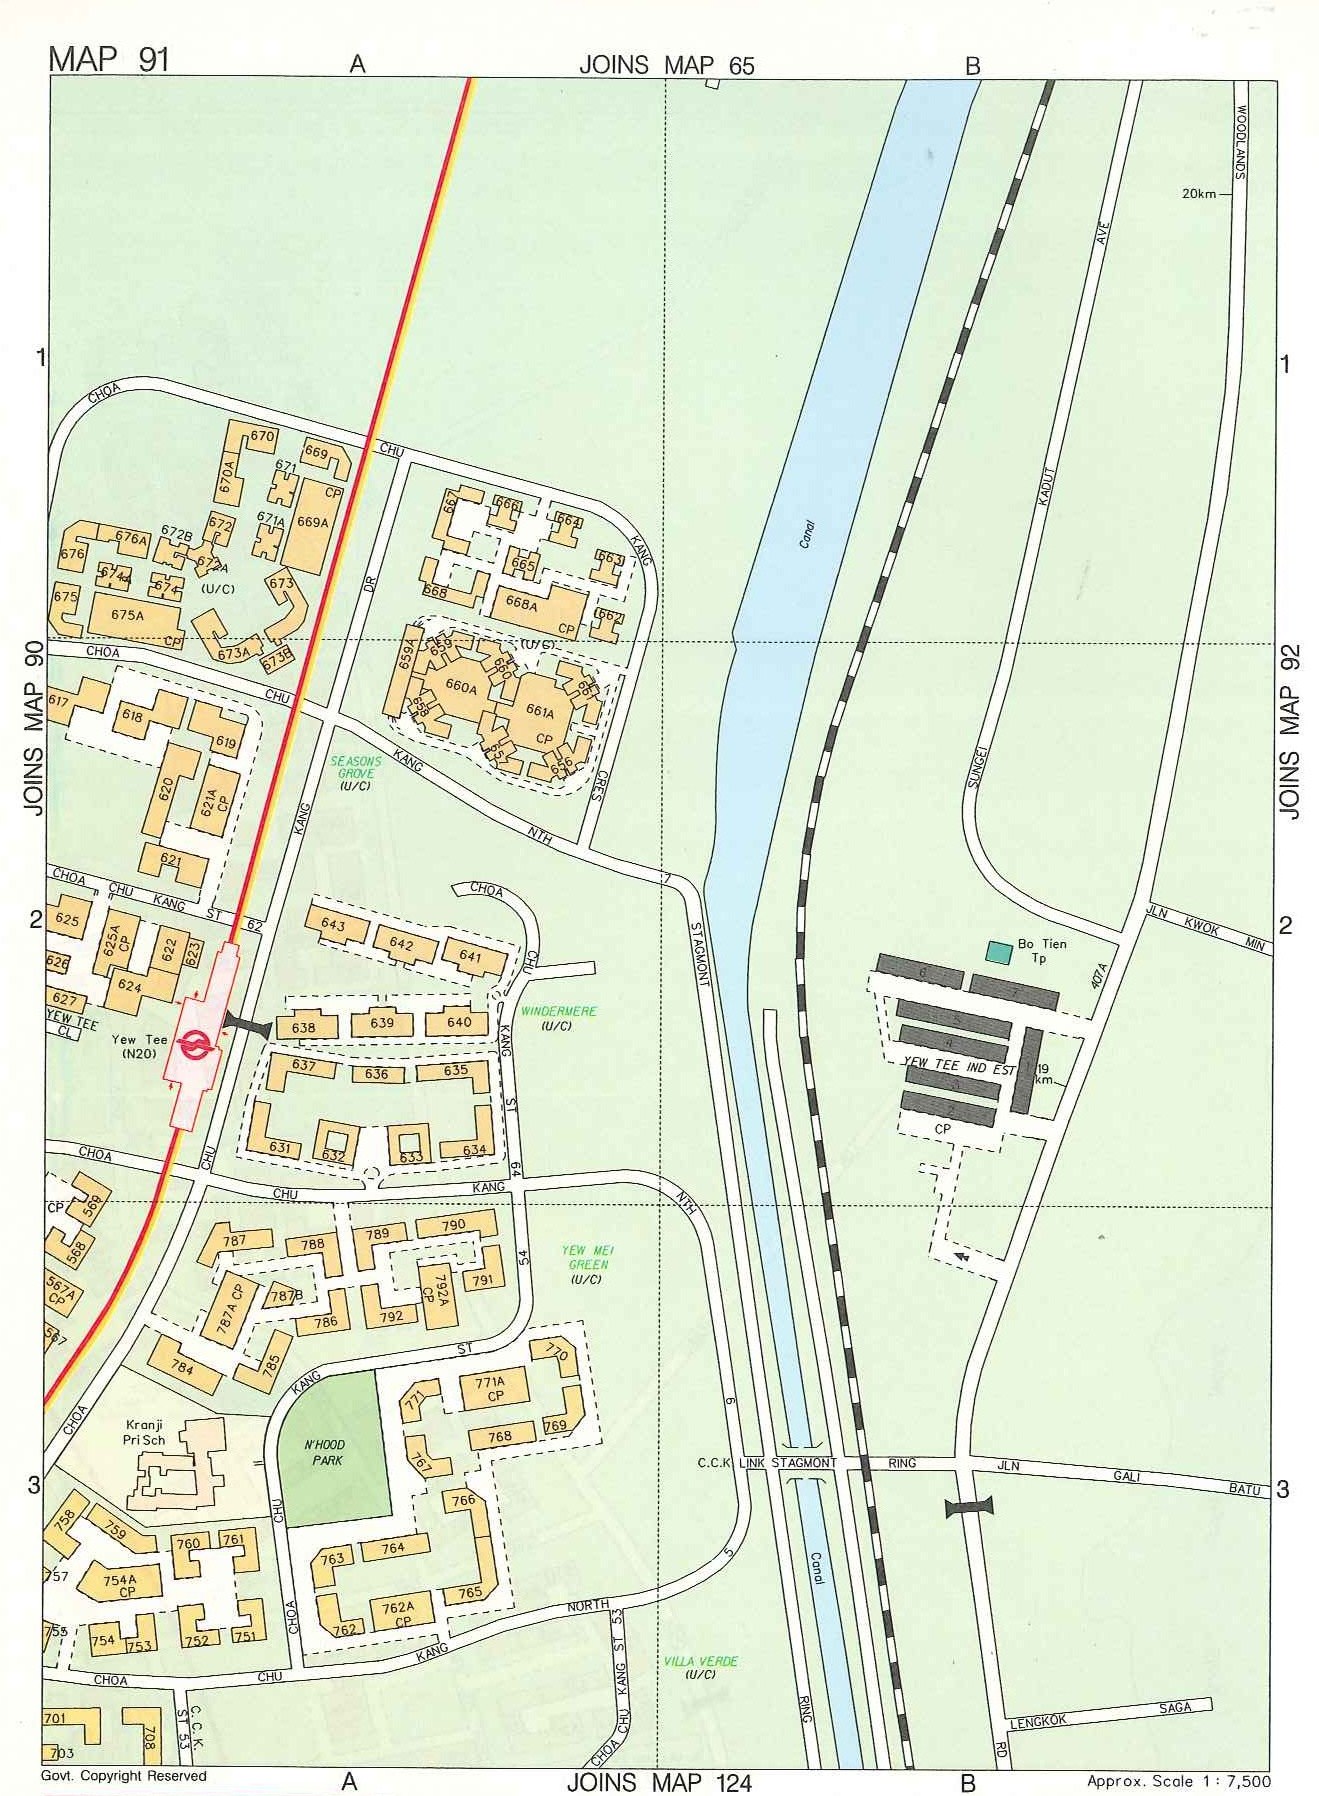 MAP 91
A
JOINS MAP 65
B
WOODLANDS
20km
AVE
1
1
CHOA
CHU
KANG
670
669
670A
671
CP
669A
671A
672
672B
672A
676A
676
674A
674
(U/C)
673
675
675A
CP
673A
673B
DR
667
666
664
663
665
668
668A
CP
662
(U/C)
659A
659
660
660A
661A
CP
658
656
CRES
Canal
KADUT
SUNGEI
JOINS MAP 90
JOINS MAP 92
CHOA
CHU
KANG
NTH
7
617
618
619
620
621A
CP
621
SEASONS
GROVE
(U/C)
KANG
CHOA
CHU
KANG
ST
62
2
2
625
625A
CP
622
623
624
626
627
YEW TEE
CL
Yew Tee
(N20)
CHOA
CHU
KANG
ST
64
643
642
641
638
639
640
637
636
635
631
632
633
634
WINDERMERE
(U/C)
STAGMONT
JLN
KWOK
MIN
Bo Tien
Tp
407A
6
7
5
4
YEW TEE IND EST
3
2
1
19
km
CP
CHOA
CHU
CHU
KANG
NTH
6
5
CP
569
568
567A
CP
567
787
788
789
790
787A CP
787B
786
792
792A
CP
791
784
785
54
ST
KANG
YEW MEI
GREEN
(U/C)
CHOA
Kranji
Pri Sch
N'HOOD
PARK
CHU
CHOA
770
771
771A
CP
769
768
767
766
765
764
763
762A
CP
762
C.C.K LINK
STAGMONT
RING
JLN
GALI
BATU
3
3
758
759
760
761
757
754A
CP
755
754
753
752
751
NORTH
KANG
CHU
CHOA
CHOA
CHU
KANG ST 53
VILLA VERDE
(U/C)
Canal
RING
LENGKOK
SAGA
RD
701
703
708
C.C.K.
ST 53
Govt. Copyright Reserved
A
JOINS MAP 124
B
Approx. Scale 1 : 7,500